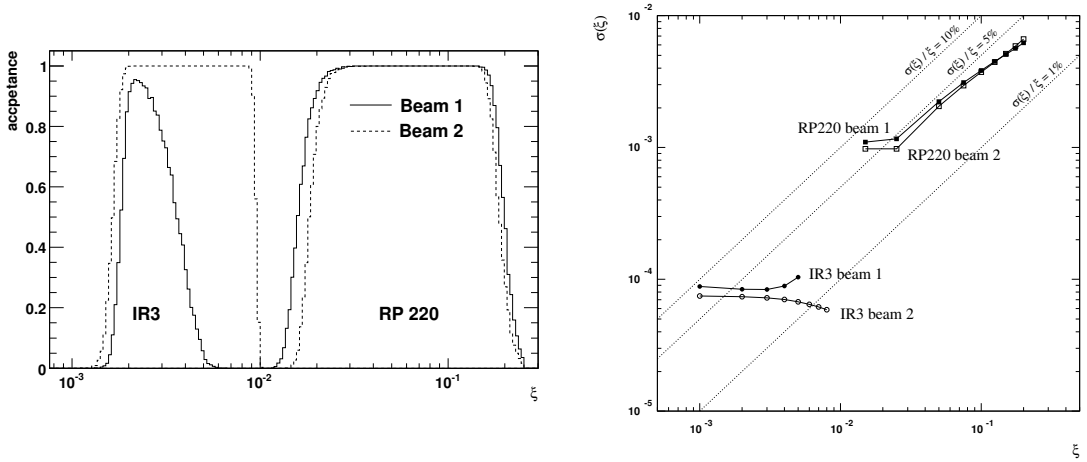 accpetance
1
0.8
0.6
0.4
0.2
0
Beam 1
Beam 2
IR3
RP 220
10⁻³
10⁻²
10⁻¹
ξ
σ(ξ)
10⁻²
10⁻³
10⁻⁴
10⁻⁵
σ(ξ) / ξ = 10%
σ(ξ) / ξ = 5%
σ(ξ) / ξ = 1%
RP220 beam 1
RP220 beam 2
IR3 beam 1
IR3 beam 2
10⁻³
10⁻²
10⁻¹
ξ